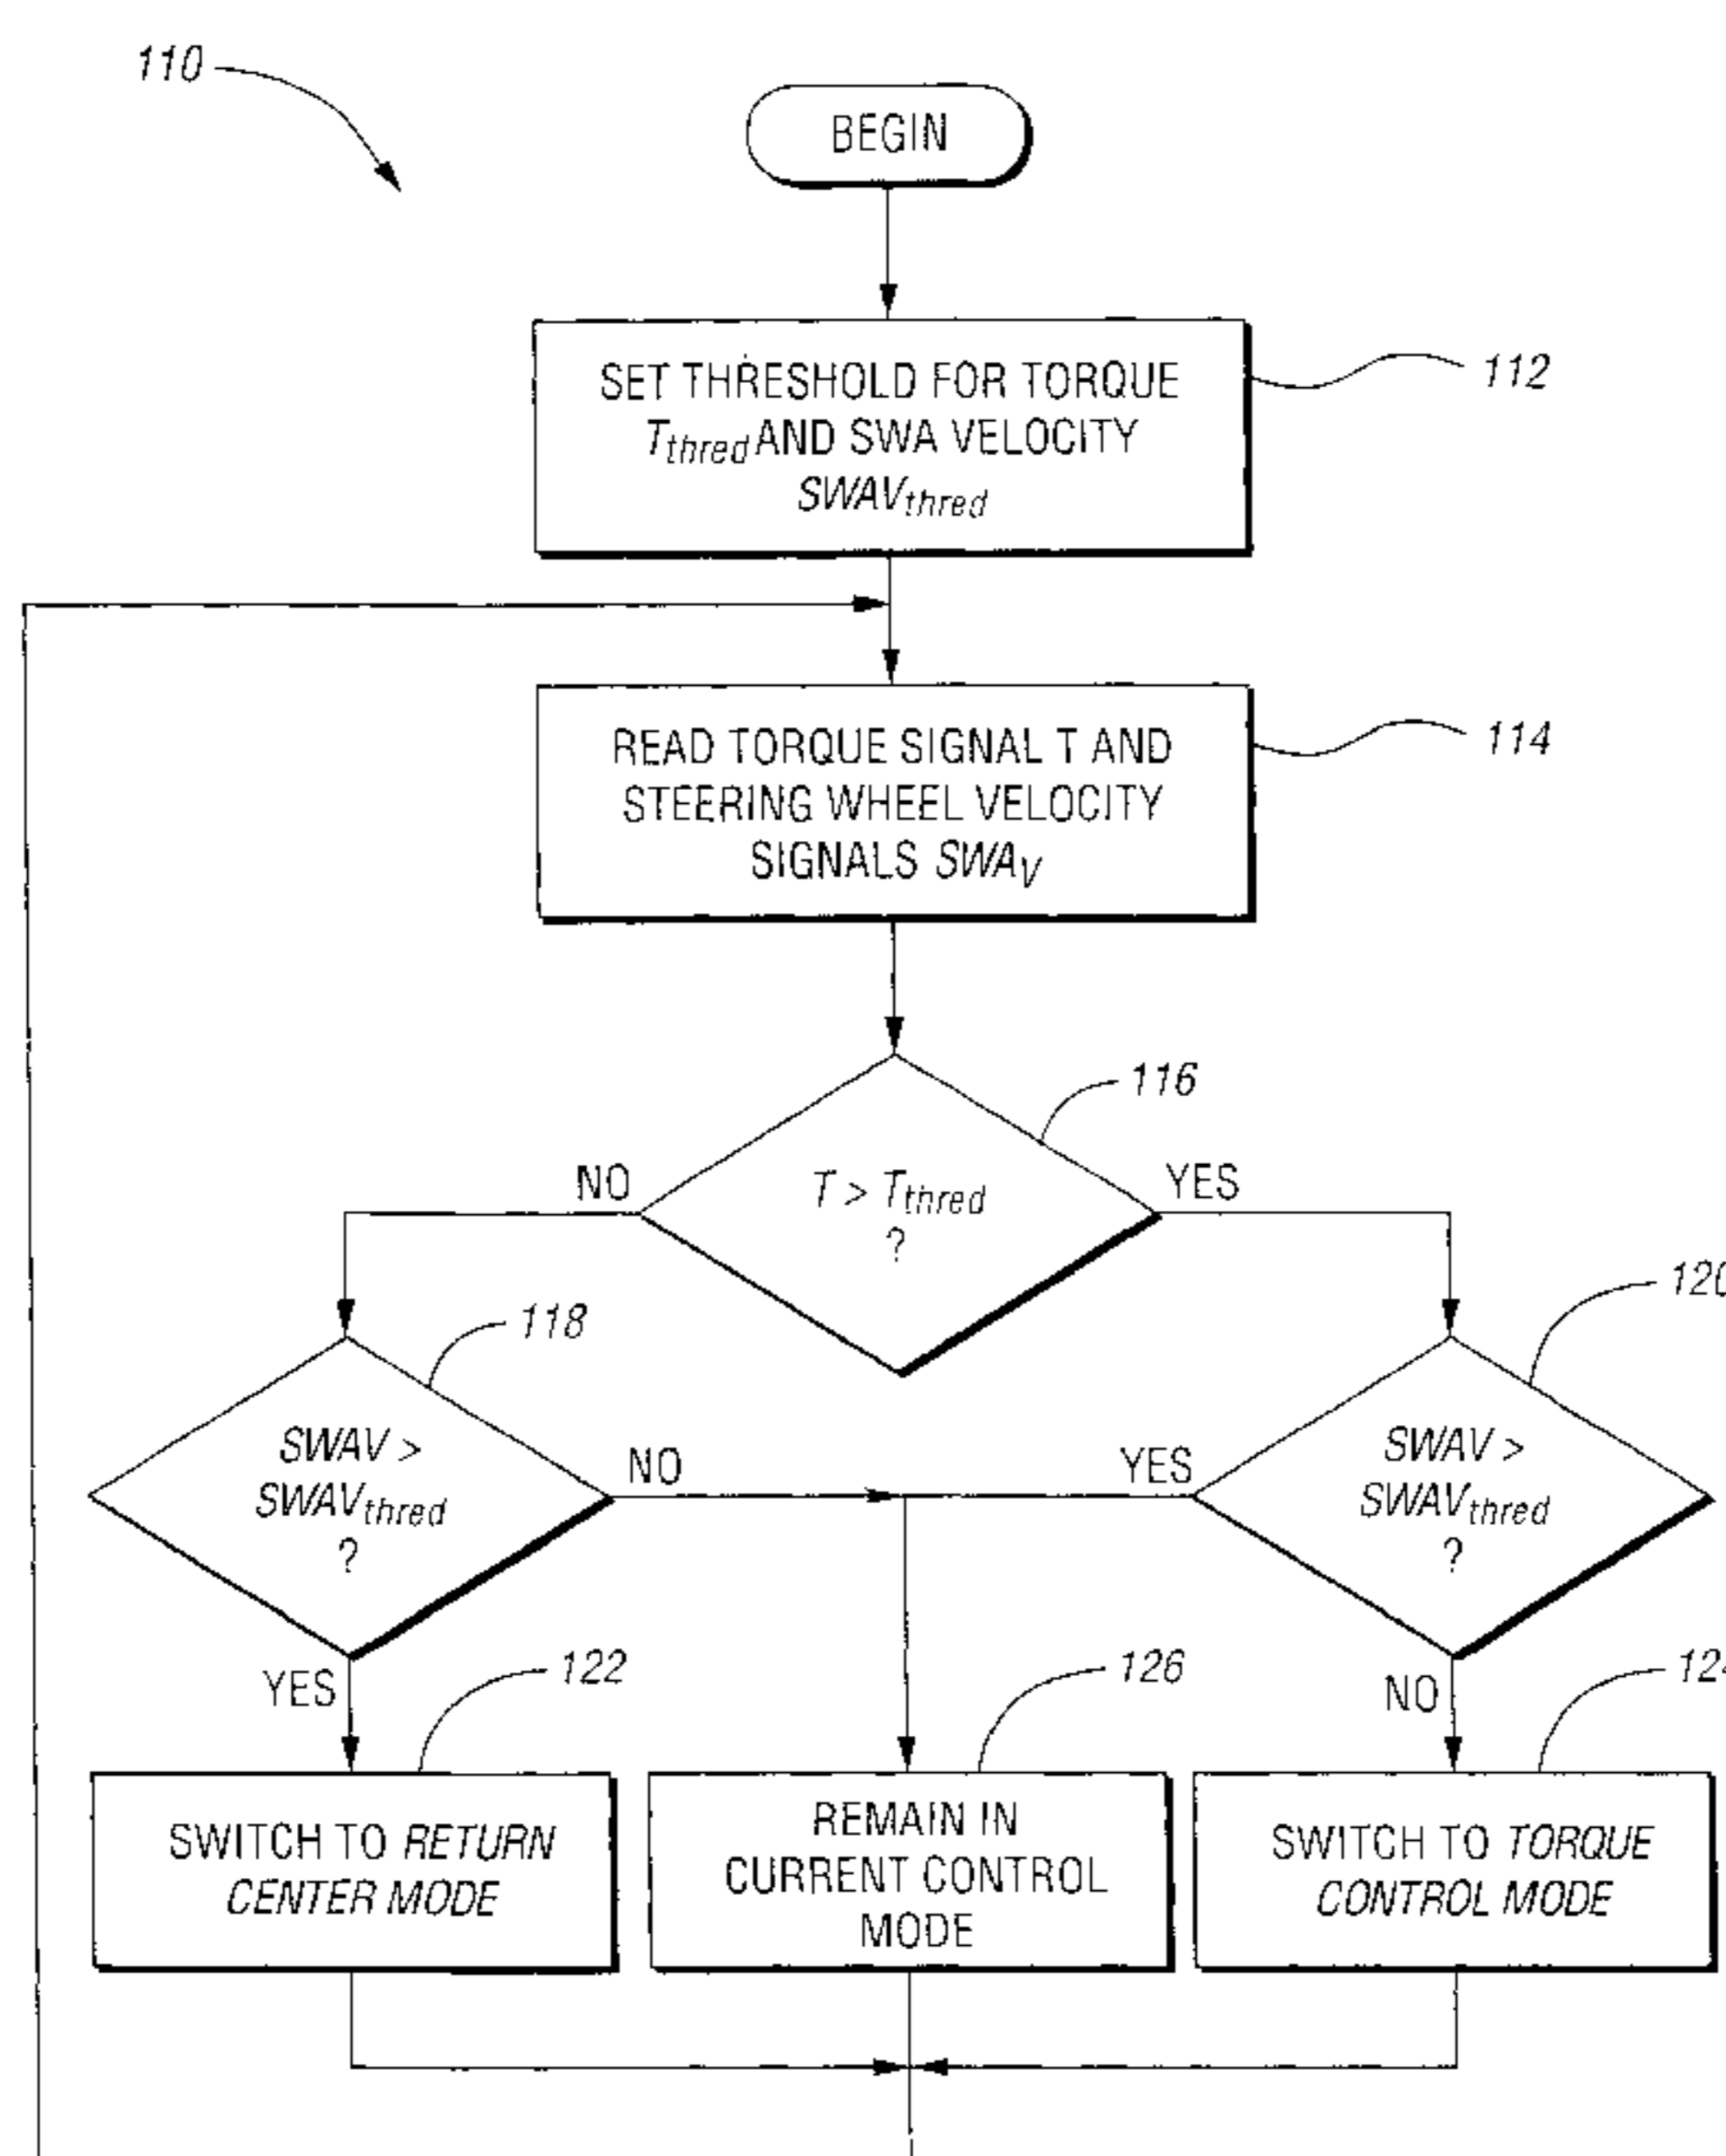 110
BEGIN
SET THRESHOLD FOR TORQUE
Tthred AND SWA VELOCITY
SWAVthred
112
READ TORQUE SIGNAL T AND
STEERING WHEEL VELOCITY
SIGNALS SWAV
114
116
NO
T > Tthred
?
YES
118
120
SWAV >
SWAVthred
?
NO
YES
SWAV >
SWAVthred
?
YES
122
126
NO
SWITCH TO RETURN
CENTER MODE
REMAIN IN
CURRENT CONTROL
MODE
SWITCH TO TORQUE
CONTROL MODE